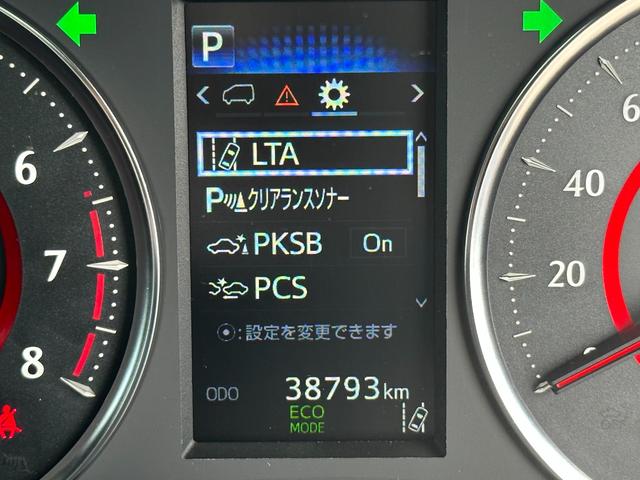 P
LTA
Pクリアランスソナー
PKSB On
PCS
:設定を変更できます
ODO 38793km
ECO
MODE
6
7
8
6
40
20